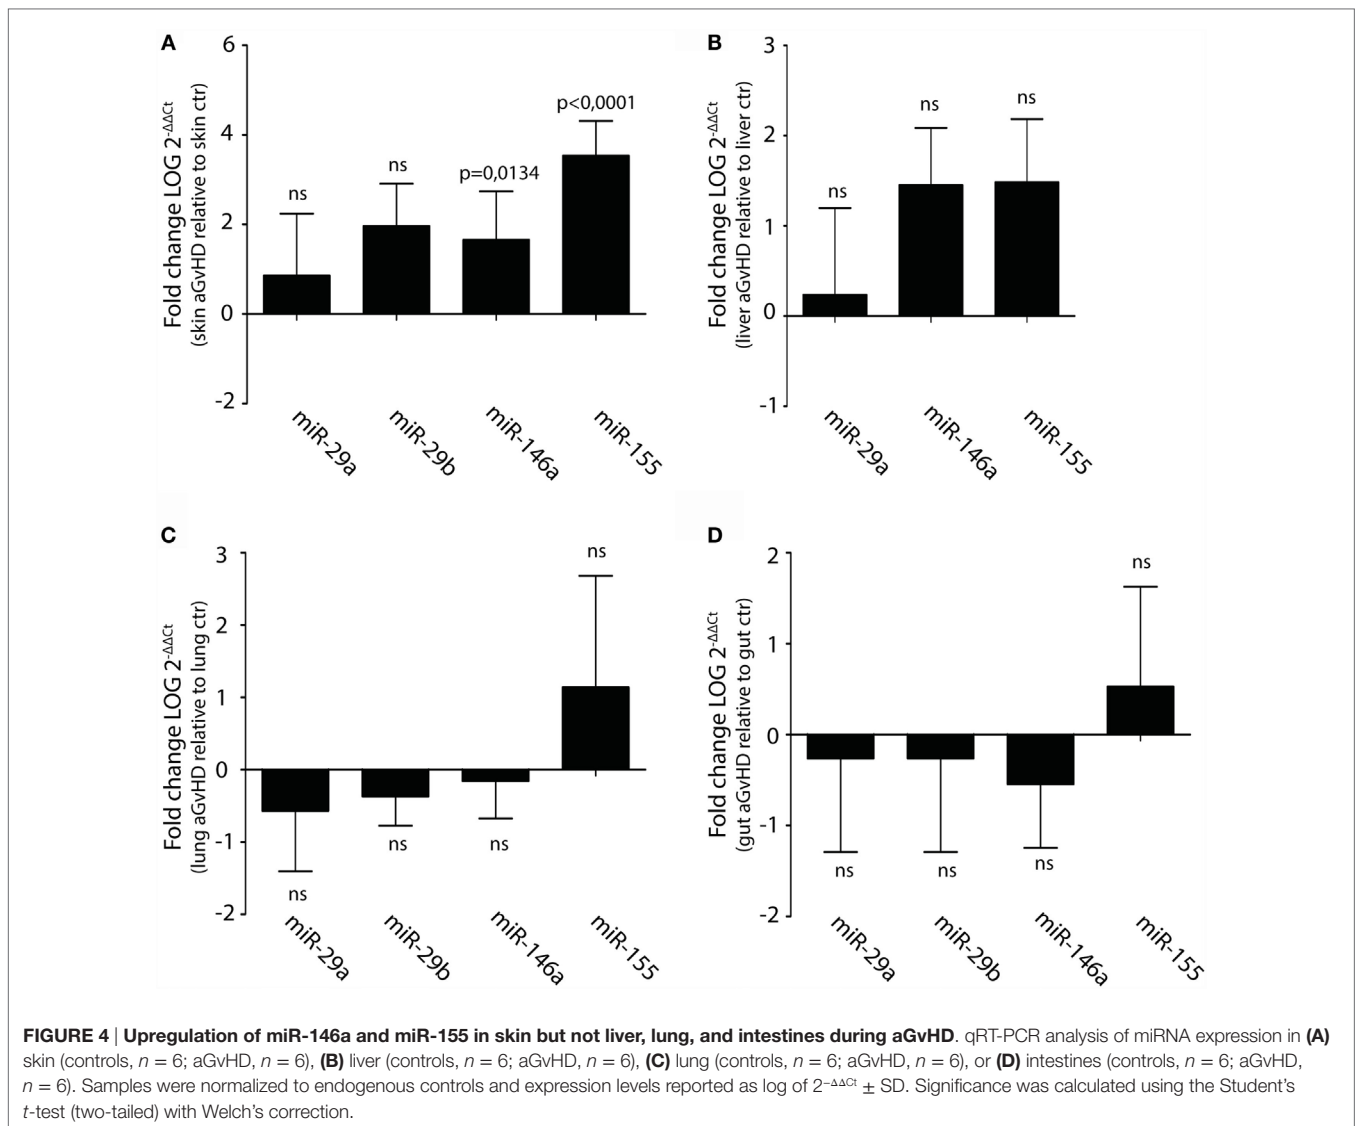 A
Fold change LOG 2-ΔΔCt
(skin aGvHD relative to skin ctr)
6
4
2
0
-2
ns
ns
p=0,0134
p<0,0001
miR-29a
miR-29b
miR-146a
miR-155
B
Fold change LOG 2-ΔΔCt
(liver aGvHD relative to liver ctr)
3
2
1
0
-1
ns
ns
ns
miR-29a
miR-146a
miR-155
C
Fold change LOG 2-ΔΔCt
(lung aGvHD relative to lung ctr)
3
2
1
0
-1
-2
ns
ns
ns
ns
miR-29a
miR-29b
miR-146a
miR-155
D
Fold change LOG 2-ΔΔCt
(gut aGvHD relative to gut ctr)
2
1
0
-1
-2
ns
ns
ns
ns
miR-29a
miR-29b
miR-146a
miR-155
FIGURE 4 | Upregulation of miR-146a and miR-155 in skin but not liver, lung, and intestines during aGvHD. qRT-PCR analysis of miRNA expression in (A)
skin (controls, n = 6; aGvHD, n = 6), (B) liver (controls, n = 6; aGvHD, n = 6), (C) lung (controls, n = 6; aGvHD, n = 6), or (D) intestines (controls, n = 6; aGvHD,
n = 6). Samples were normalized to endogenous controls and expression levels reported as log of 2−ΔΔCt ± SD. Significance was calculated using the Student’s
t-test (two-tailed) with Welch’s correction.